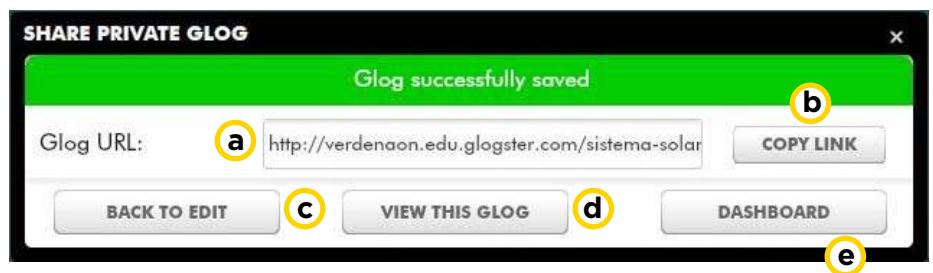 SHARE PRIVATE GLOG ×
Glog successfully saved
b
Glog URL: a http://verdenaon.edu.glogster.com/sistema-solar COPY LINK
BACK TO EDIT c VIEW THIS GLOG d DASHBOARD
e